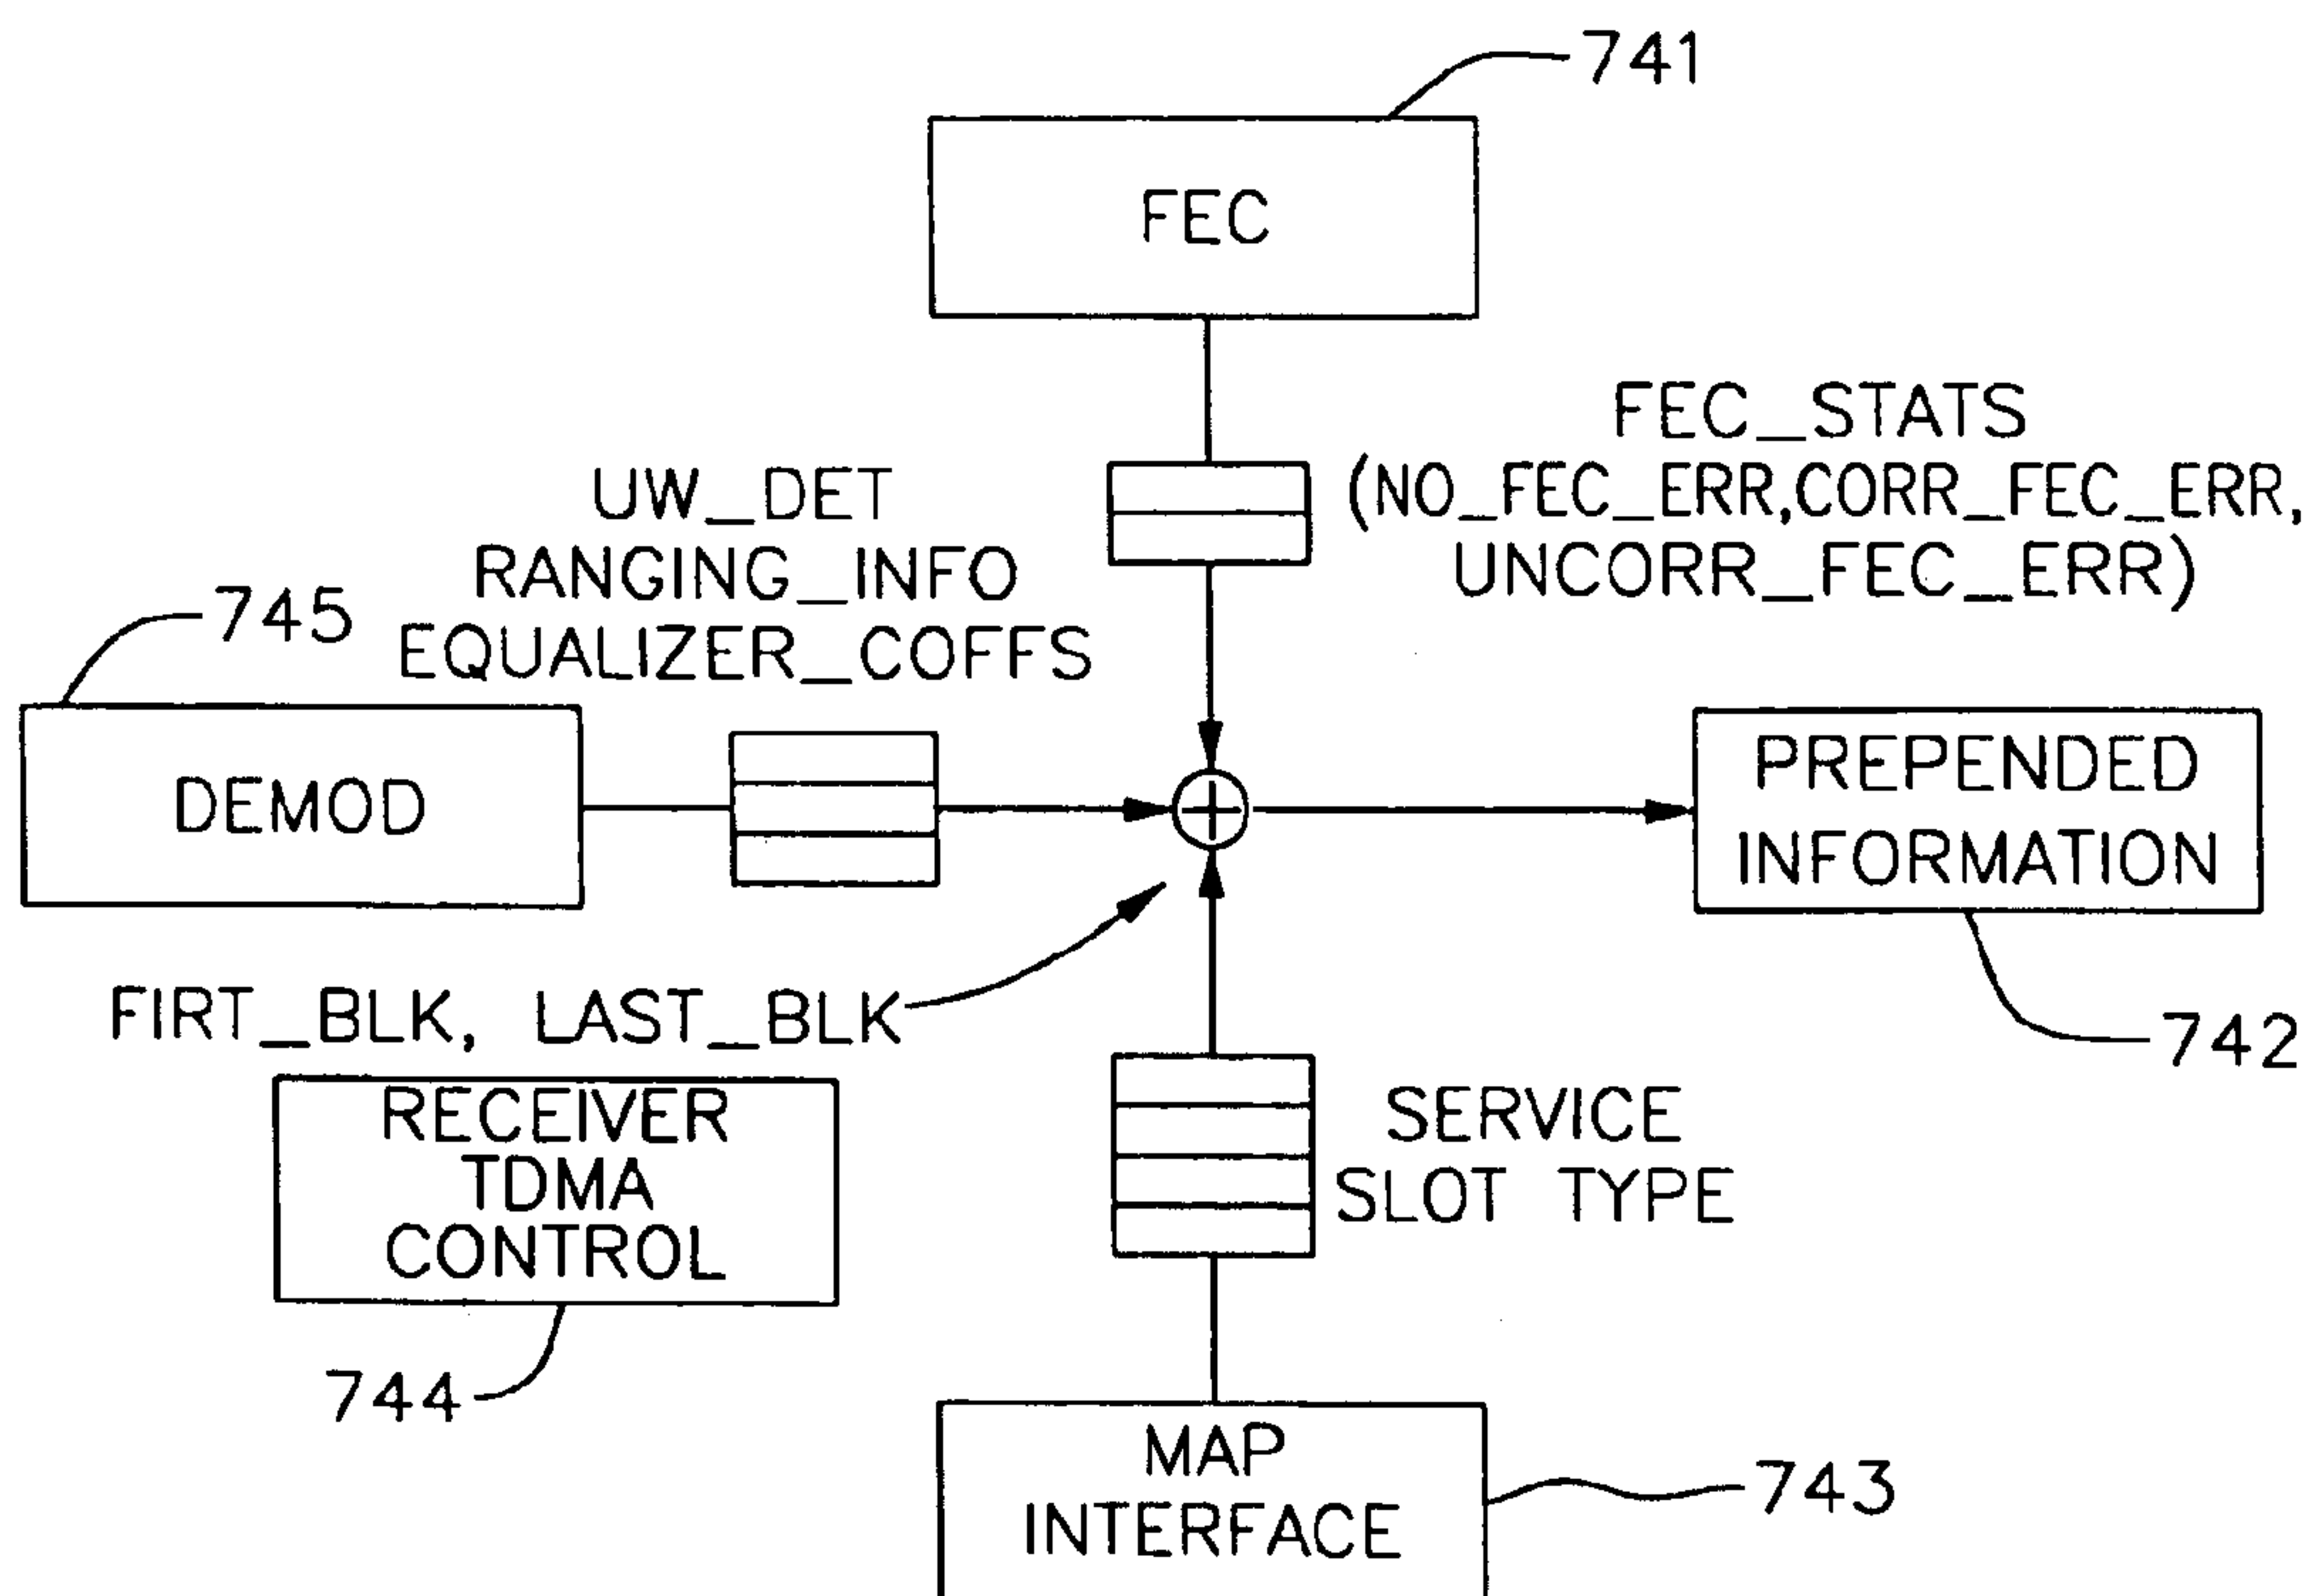 741
FEC
FEC_STATS
(NO_FEC_ERR,CORR_FEC_ERR,
UNCORR_FEC_ERR)
UW_DET
RANGING_INFO
EQUALIZER_COFFS
745
DEMOD
PREPENDED
INFORMATION
742
FIRT_BLK, LAST_BLK
RECEIVER
TDMA
CONTROL
744
SERVICE
SLOT TYPE
MAP
INTERFACE
743